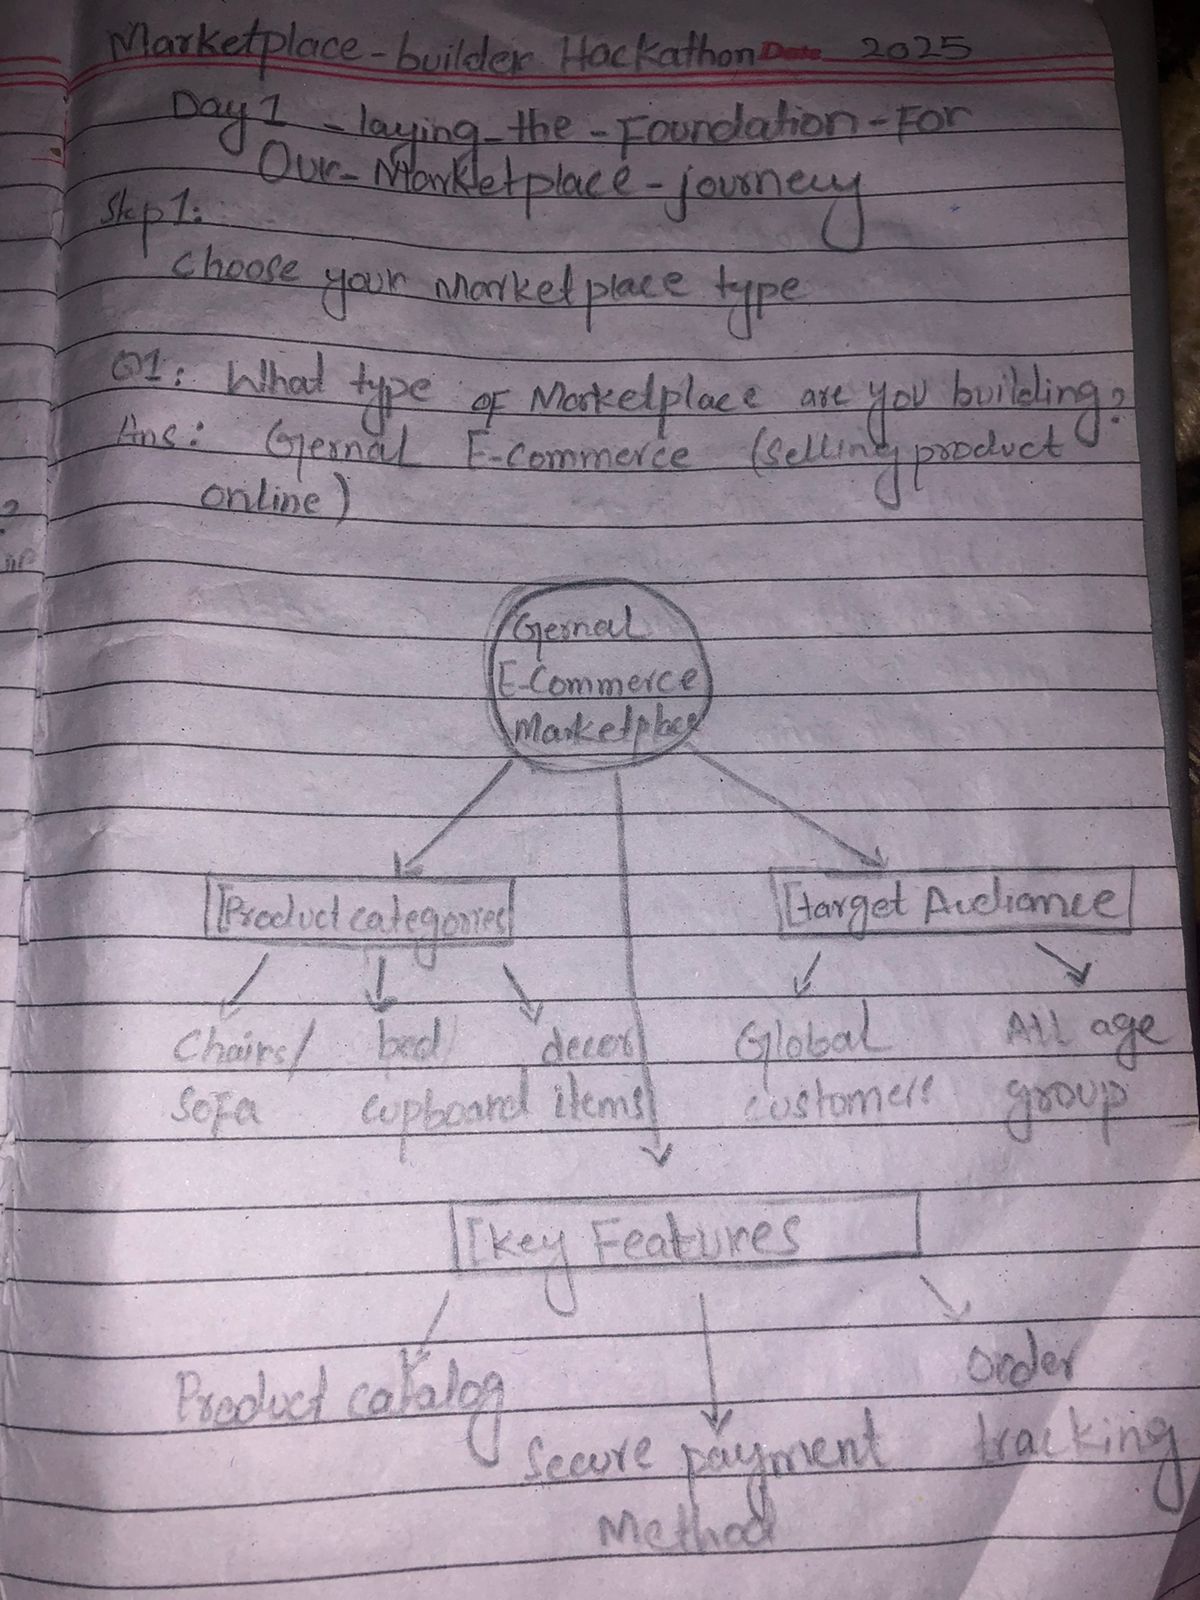 Marketplace-builder Hackathon Date 2025
Day 1 - laying-the-Foundation-For
Our-Marketplace-journey
Step 1:
Choose your Marketplace type
Q1: What type of Marketplace are you building?
Ans: Gernal E-Commerce (selling product
online)
Gernal
E-Commerce
Marketplace
[Product categories]
[target Audiance]
Chairs/
Sofa
bed
cupboard
decor
items
Global
customers
All age
group
[key Features
Product catalog
Secure payment
Method
Order
tracking